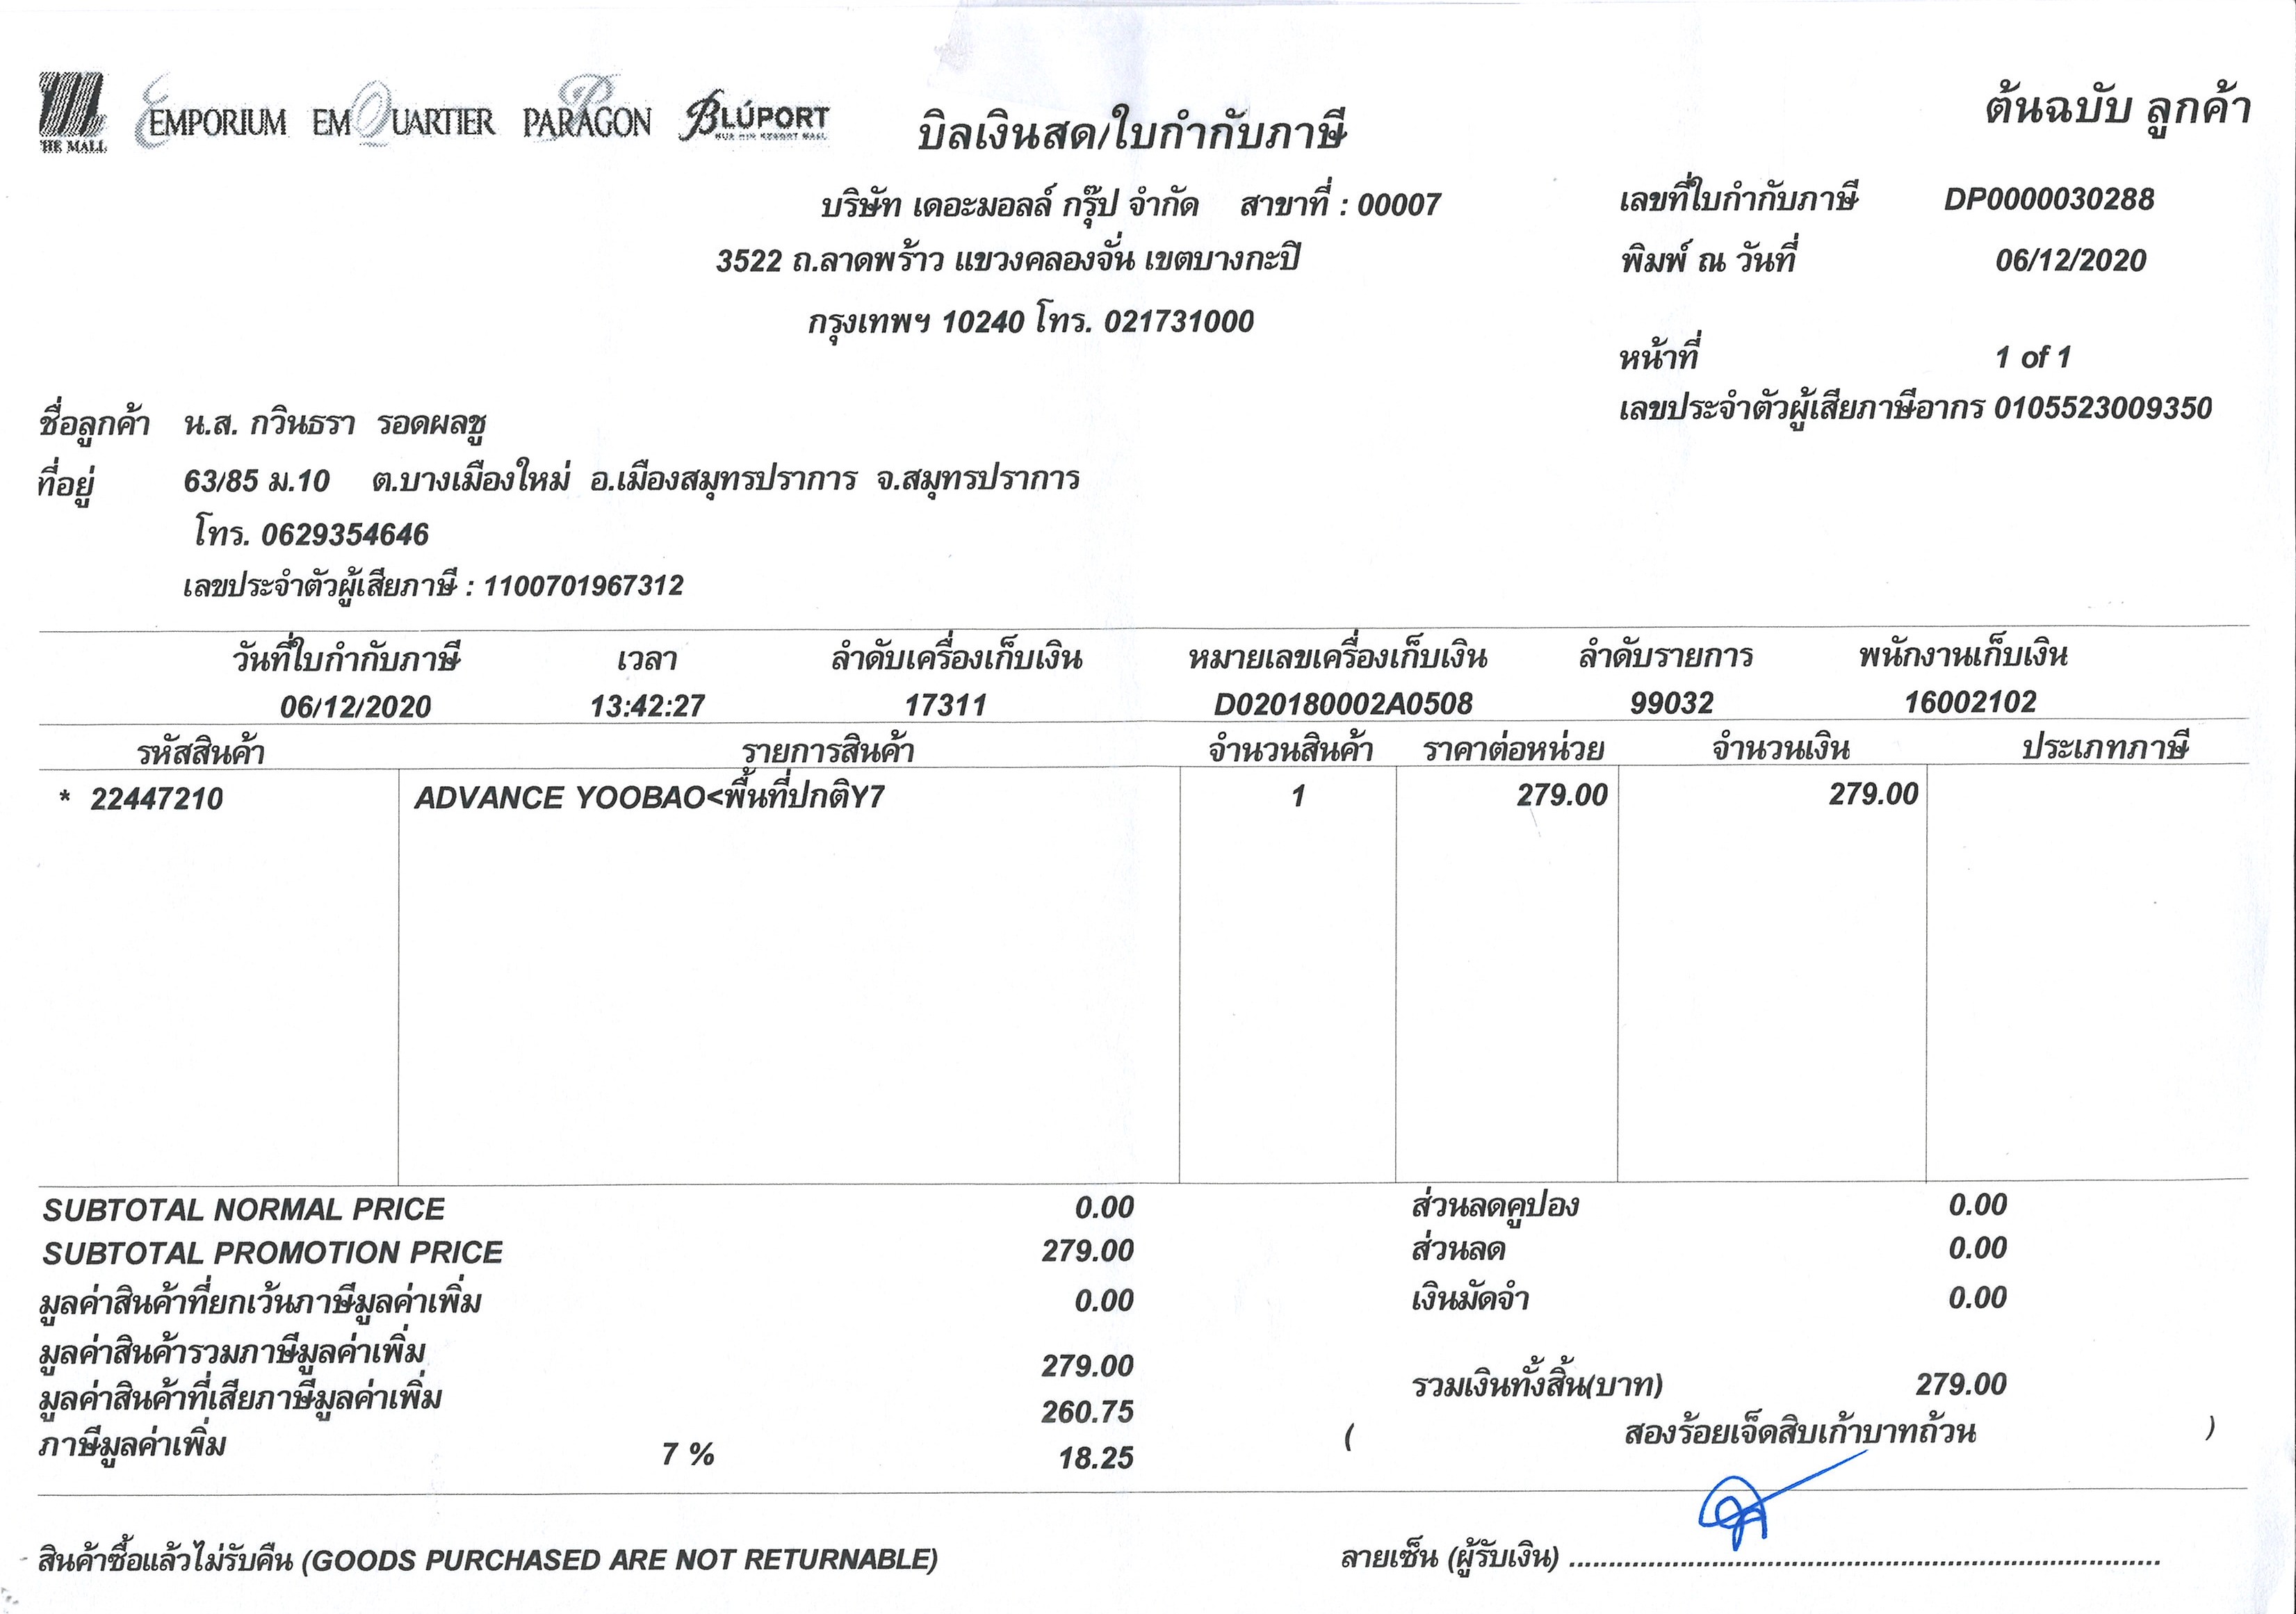 THE MALL EMPORIUM EMQUARTIER PARAGON BLÚPORT
HUA HIN RESORT MALL
บิลเงินสด/ใบกำกับภาษี
ต้นฉบับ ลูกค้า
บริษัท เดอะมอลล์ กรุ๊ป จำกัด สาขาที่ : 00007
3522 ถ.ลาดพร้าว แขวงคลองจั่น เขตบางกะปิ
กรุงเทพฯ 10240 โทร. 021731000
เลขที่ใบกำกับภาษี DP0000030288
พิมพ์ ณ วันที่ 06/12/2020
หน้าที่ 1 of 1
เลขประจำตัวผู้เสียภาษีอากร 0105523009350
ชื่อลูกค้า น.ส. กวินธรา รอดผลชู
ที่อยู่ 63/85 ม.10 ต.บางเมืองใหม่ อ.เมืองสมุทรปราการ จ.สมุทรปราการ
โทร. 0629354646
เลขประจำตัวผู้เสียภาษี : 1100701967312
วันที่ใบกำกับภาษี เวลา ลำดับเครื่องเก็บเงิน หมายเลขเครื่องเก็บเงิน ลำดับรายการ พนักงานเก็บเงิน
06/12/2020 13:42:27 17311 D020180002A0508 99032 16002102
รหัสสินค้า รายการสินค้า จำนวนสินค้า ราคาต่อหน่วย จำนวนเงิน ประเภทภาษี
* 22447210 ADVANCE YOOBAO<พื้นที่ปกติY7 1 279.00 279.00
SUBTOTAL NORMAL PRICE 0.00 ส่วนลดคูปอง 0.00
SUBTOTAL PROMOTION PRICE 279.00 ส่วนลด 0.00
มูลค่าสินค้าที่ยกเว้นภาษีมูลค่าเพิ่ม 0.00 เงินมัดจำ 0.00
มูลค่าสินค้ารวมภาษีมูลค่าเพิ่ม 279.00 รวมเงินทั้งสิ้น(บาท) 279.00
มูลค่าสินค้าที่เสียภาษีมูลค่าเพิ่ม 260.75
( สองร้อยเจ็ดสิบเก้าบาทถ้วน )
ภาษีมูลค่าเพิ่ม 7 % 18.25
สินค้าซื้อแล้วไม่รับคืน (GOODS PURCHASED ARE NOT RETURNABLE) ลายเซ็น (ผู้รับเงิน) ........................................